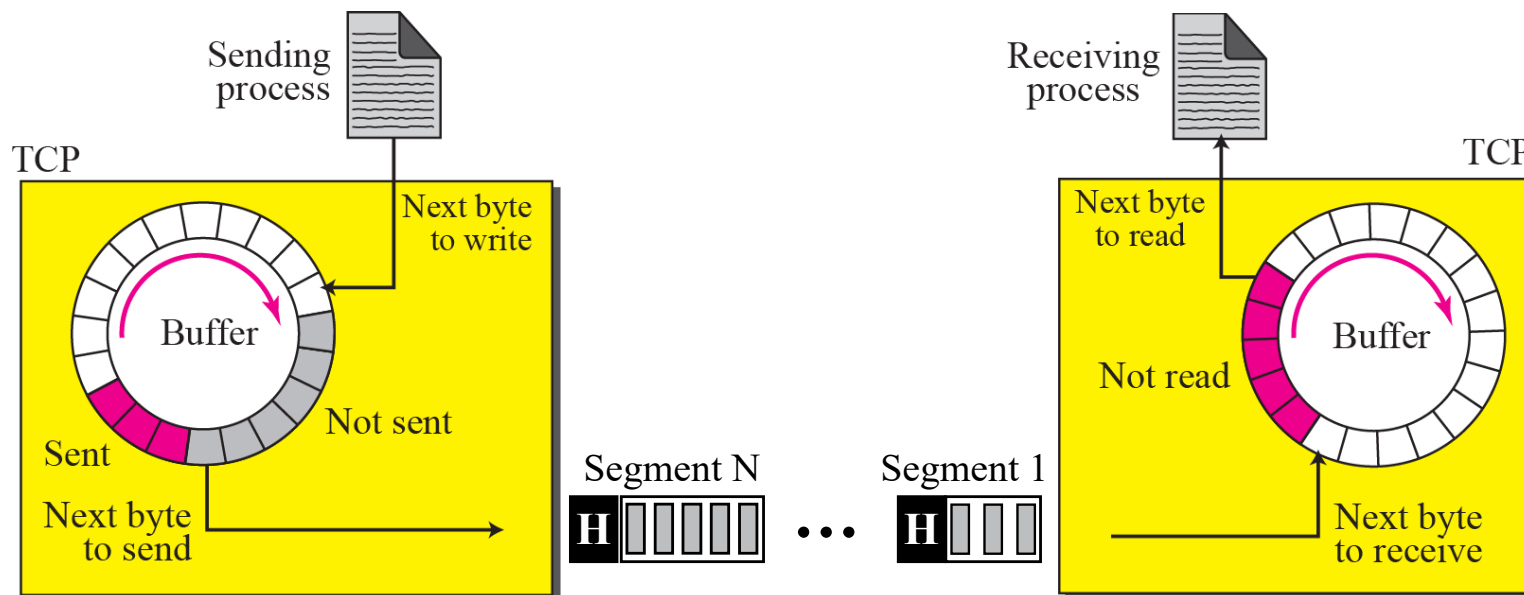 Sending
process
Receiving
process
TCP
TCP
Next byte
to write
Next byte
to read
Buffer
Buffer
Not read
Not sent
Sent
Segment N
Segment 1
H
...
H
Next byte
to send
Next byte
to receive